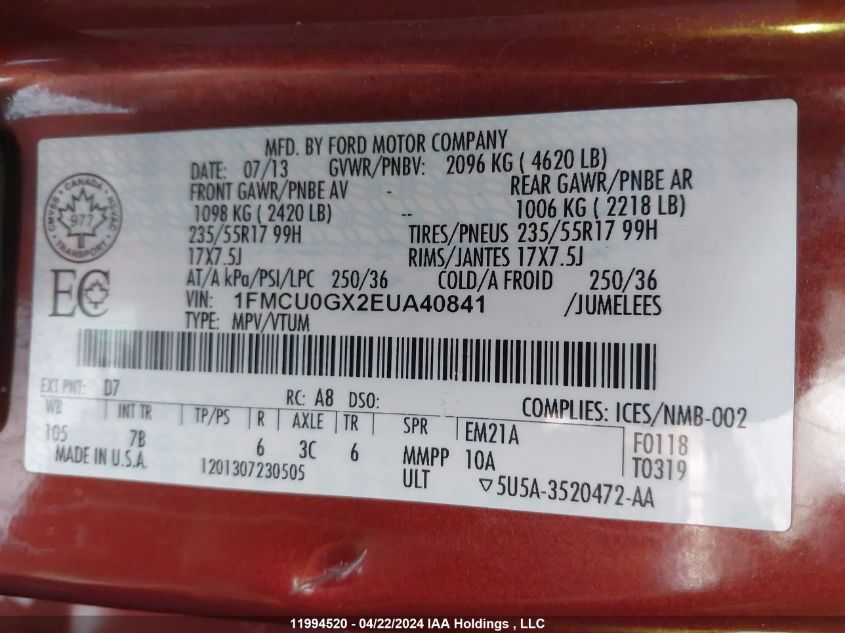 MFD. BY FORD MOTOR COMPANY
DATE: 07/13 GVWR/PNBV: 2096 KG ( 4620 LB)
FRONT GAWR/PNBE AV - REAR GAWR/PNBE AR
1098 KG ( 2420 LB) -- 1006 KG ( 2218 LB)
235/55R17 99H TIRES/PNEUS 235/55R17 99H
17X7.5J RIMS/JANTES 17X7.5J
AT/A kPa/PSI/LPC 250/36 COLD/A FROID 250/36
VIN: 1FMCU0GX2EUA40841 /JUMELEES
TYPE: MPV/VTUM
CMVSS CANADA NSVAC
977
TRANSPORT
EC
EXT PNT: D7 RC: A8 DSO: COMPLIES: ICES/NMB-002
WB INT TR TP/PS R AXLE TR SPR EM21A F0118
105 7B 6 3C 6 MMPP 10A T0319
MADE IN U.S.A. 1201307230505 ULT ▽5U5A-3520472-AA
11994520 - 04/22/2024 IAA Holdings , LLC